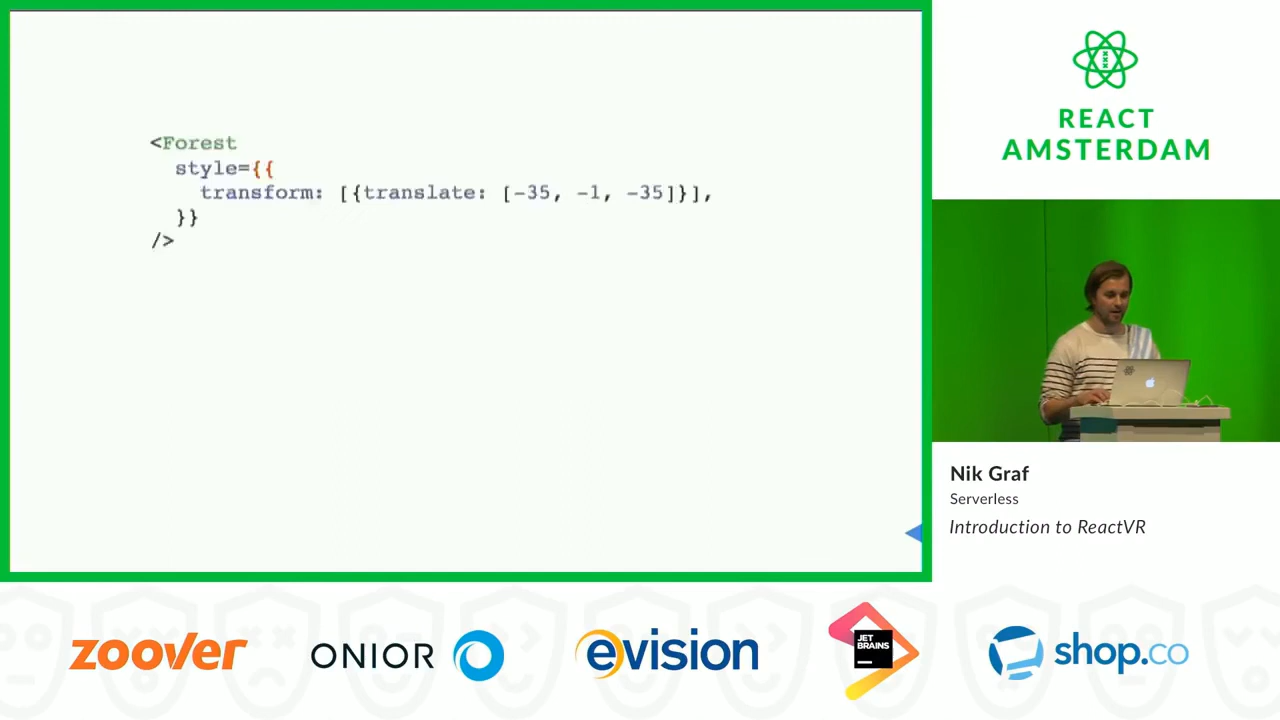 <Forest
style={{
transform: [{translate: [-35, -1, -35]}],
}}
/>
REACT
AMSTERDAM
Nik Graf
Serverless
Introduction to ReactVR
zoover
ONIOR
evision
JET
BRAINS
shop.co